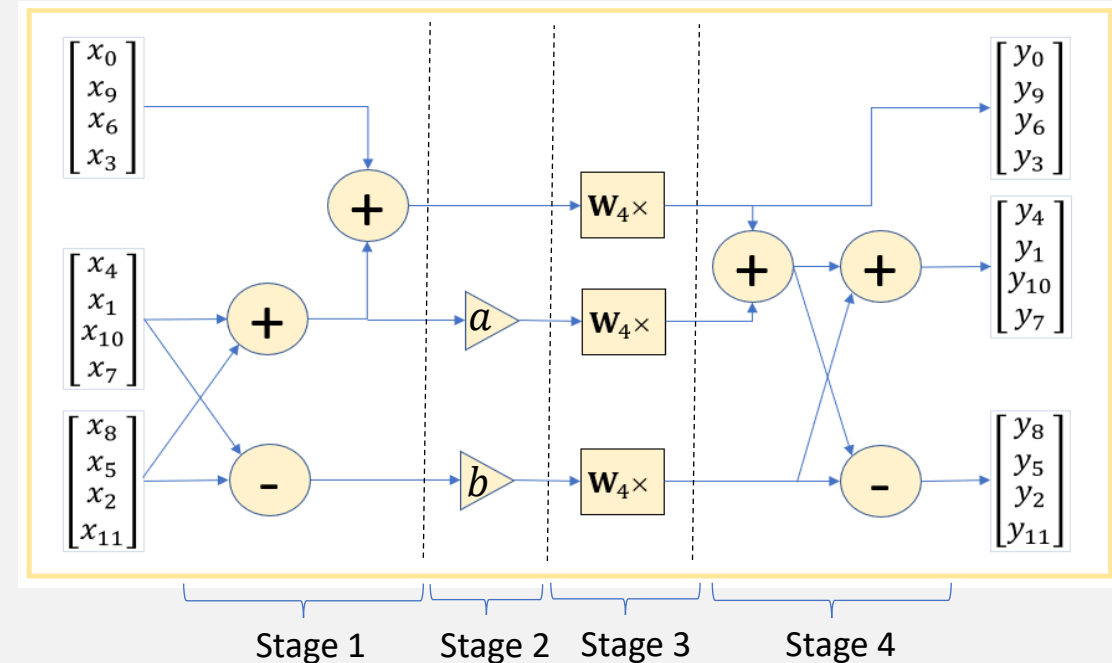 x₀
x₉
x₆
x₃
+
W₄×
y₀
y₉
y₆
y₃
x₄
x₁
x₁₀
x₇
+
a
W₄×
+
+
y₄
y₁
y₁₀
y₇
x₈
x₅
x₂
x₁₁
-
b
W₄×
-
y₈
y₅
y₂
y₁₁
Stage 1 Stage 2 Stage 3 Stage 4